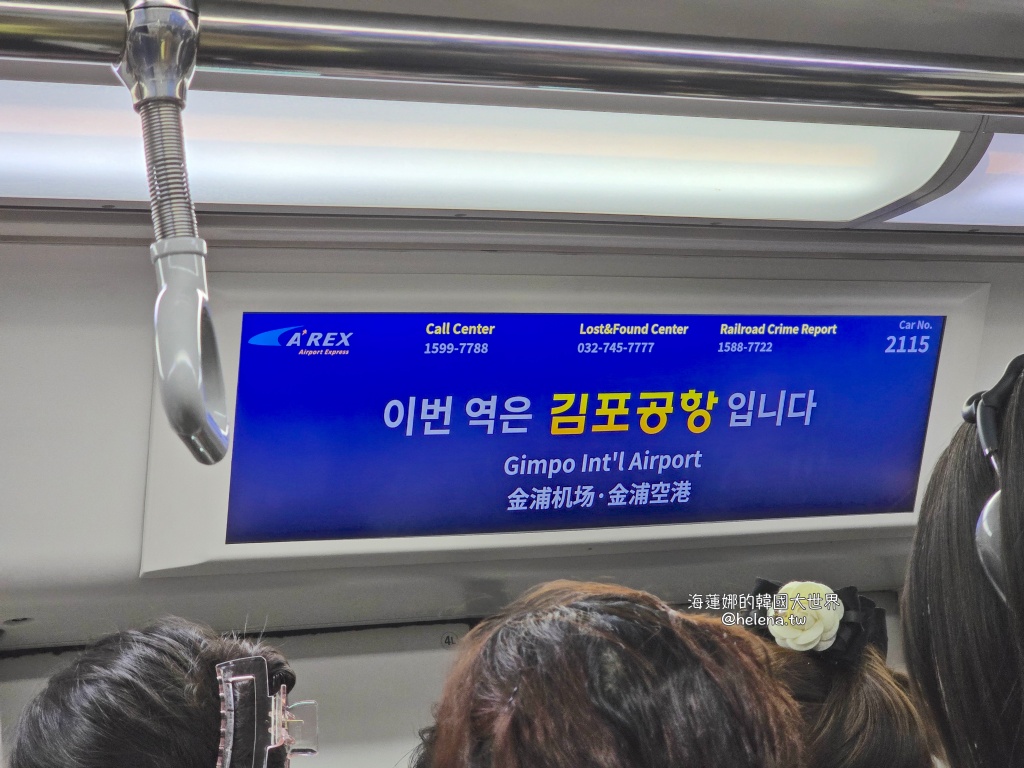 A'REX
Airport Express
Call Center
1599-7788
Lost&Found Center
032-745-7777
Railroad Crime Report
1588-7722
Car No.
2115
이번 역은 김포공항 입니다
Gimpo Int'l Airport
金浦机场·金浦空港
海蓮娜的韓國大世界
@helena.tw